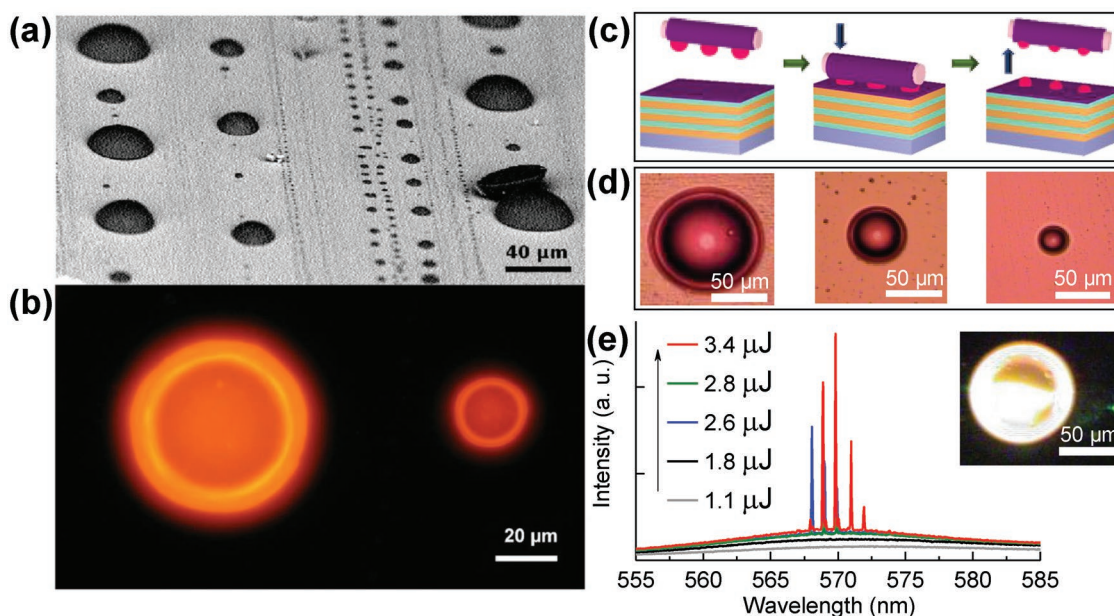 (a)
40 µm
(b)
20 µm
(c)
(d)
50 µm
50 µm
50 µm
(e)
3.4 µJ
2.8 µJ
2.6 µJ
1.8 µJ
1.1 µJ
50 µm
Intensity (a. u.)
555 560 565 570 575 580 585
Wavelength (nm)